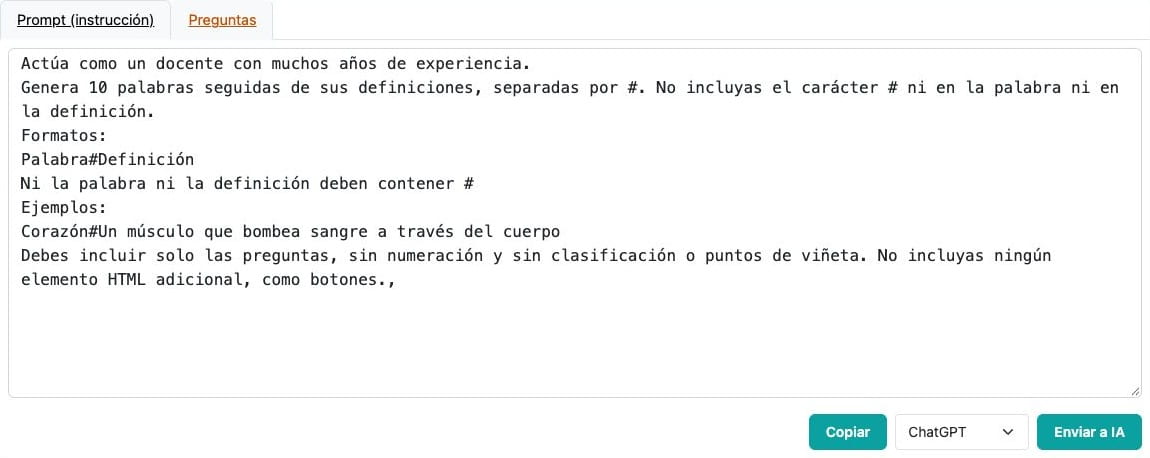 Prompt (instrucción) Preguntas
Actúa como un docente con muchos años de experiencia.
Genera 10 palabras seguidas de sus definiciones, separadas por #. No incluyas el carácter # ni en la palabra ni en
la definición.
Formatos:
Palabra#Definición
Ni la palabra ni la definición deben contener #
Ejemplos:
Corazón#Un músculo que bombea sangre a través del cuerpo
Debes incluir solo las preguntas, sin numeración y sin clasificación o puntos de viñeta. No incluyas ningún
elemento HTML adicional, como botones.,
Copiar ChatGPT Enviar a IA